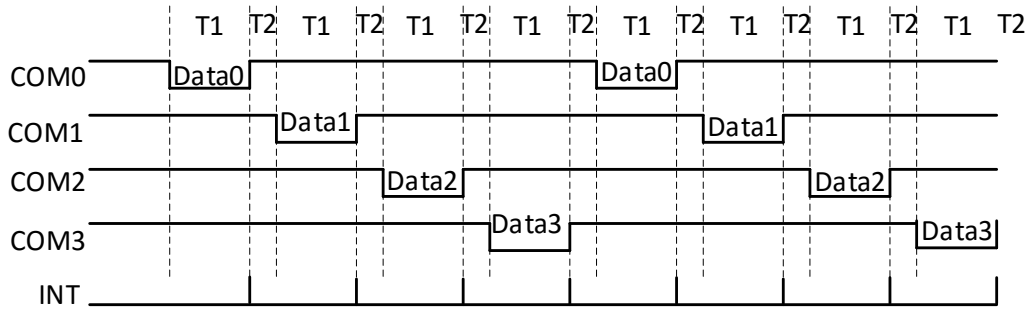 T1 T2 T1 T2 T1 T2 T1 T2 T1 T2 T1 T2 T1 T2 T1 T2
COM0 Data0 Data0
COM1 Data1 Data1
COM2 Data2 Data2
COM3 Data3 Data3
INT